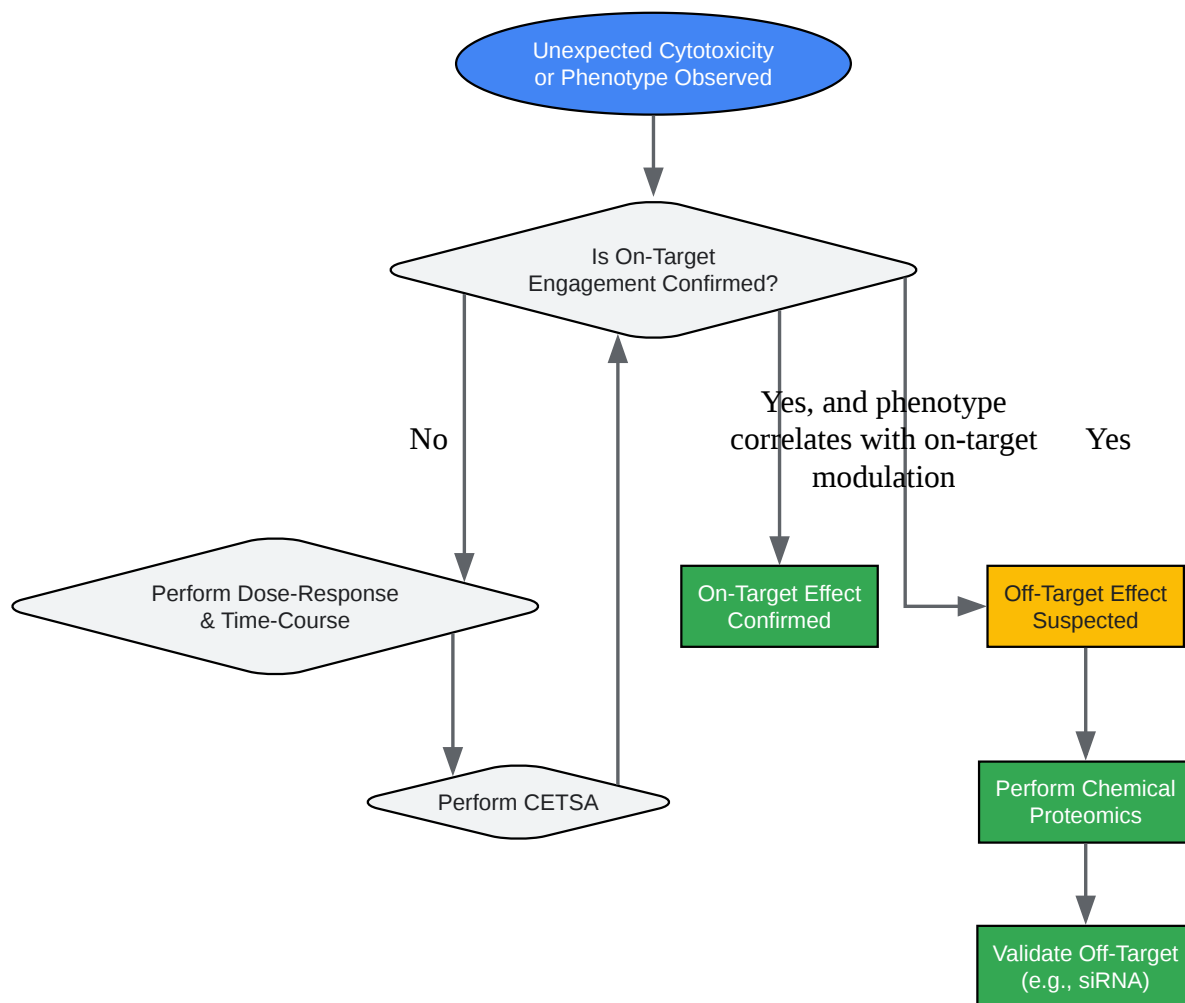 Unexpected Cytotoxicity
or Phenotype Observed
Is On-Target
Engagement Confirmed?
No
Yes, and phenotype
correlates with on-target
modulation
Yes
Perform Dose-Response
& Time-Course
On-Target Effect
Confirmed
Off-Target Effect
Suspected
Perform CETSA
Perform Chemical
Proteomics
Validate Off-Target
(e.g., siRNA)